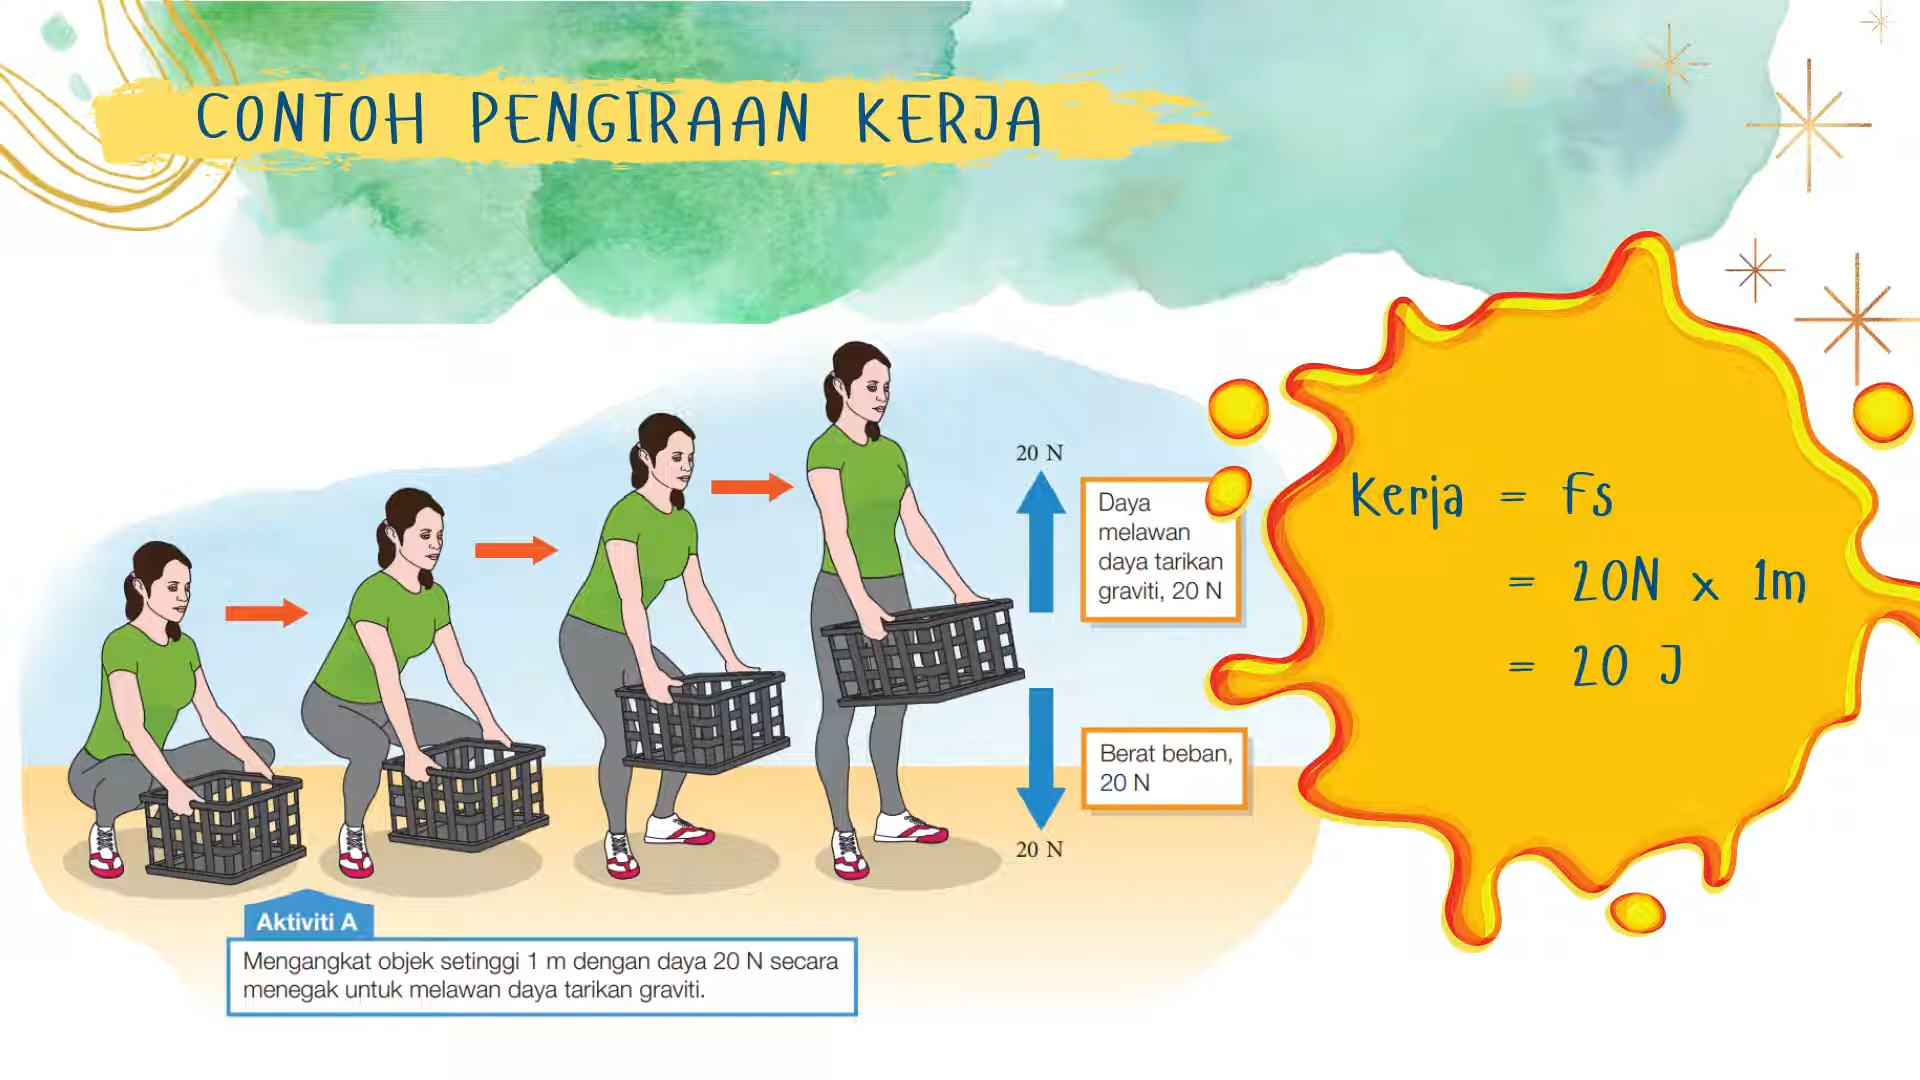 CONTOH PENGIRAAN KERJA
20 N
Daya
melawan
daya tarikan
graviti, 20 N
Kerja = Fs
= 20N x 1m
= 20 J
Berat beban,
20 N
20 N
Aktiviti A
Mengangkat objek setinggi 1 m dengan daya 20 N secara
menegak untuk melawan daya tarikan graviti.